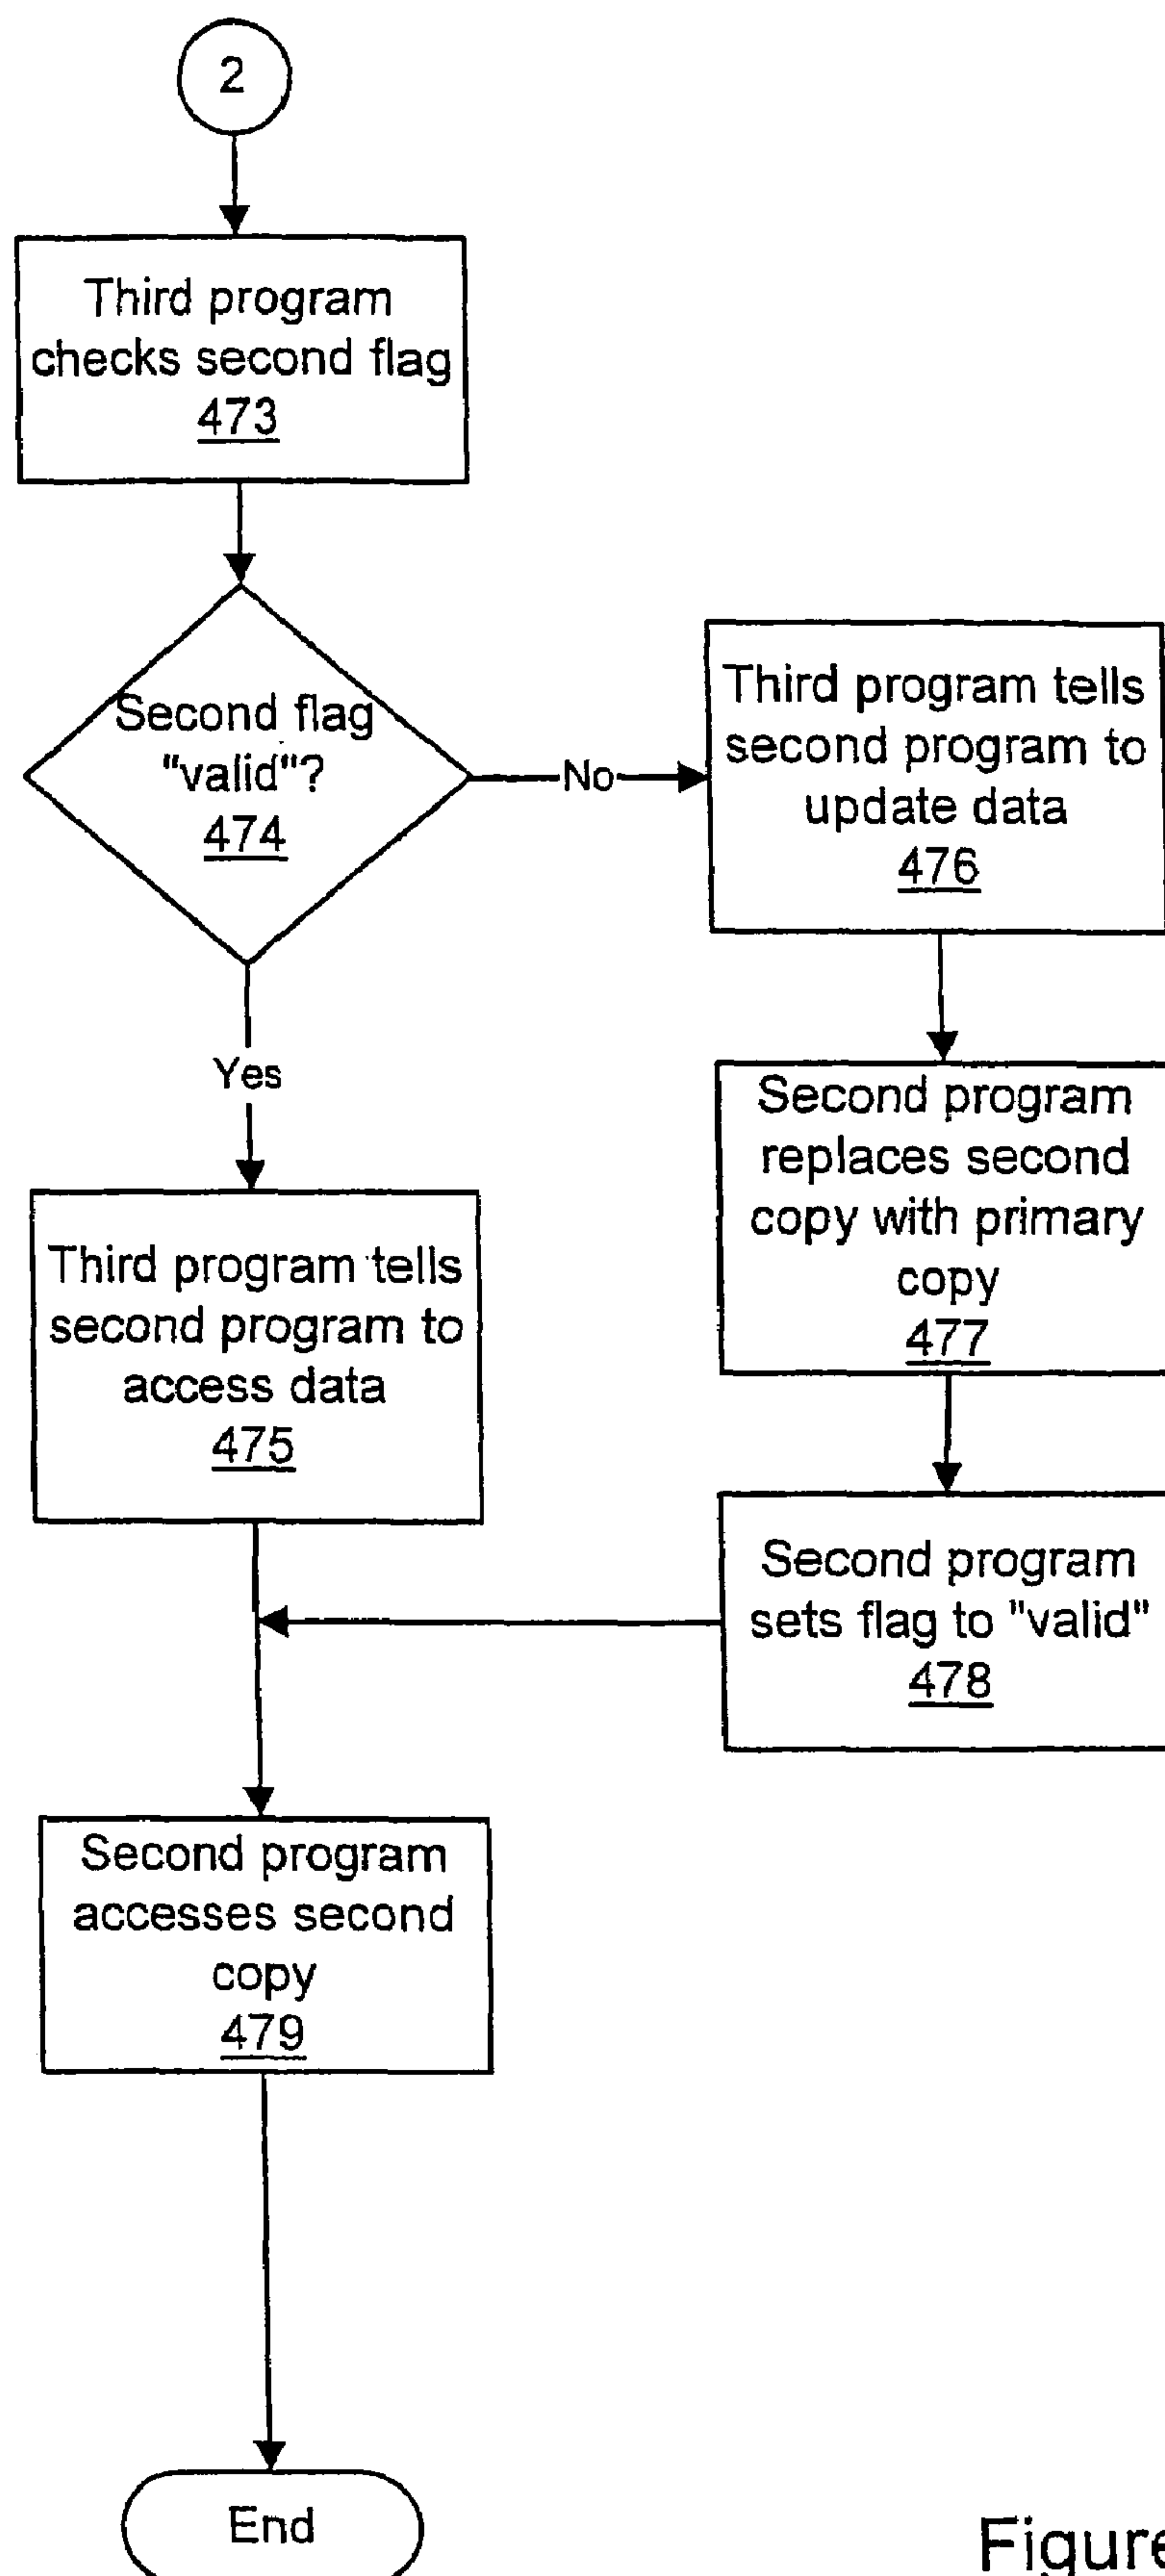 2
Third program
checks second flag
473
Second flag
"valid"?
474
No
Third program tells
second program to
update data
476
Yes
Second program
replaces second
copy with primary
copy
477
Third program tells
second program to
access data
475
Second program
sets flag to "valid"
478
Second program
accesses second
copy
479
End
Figure